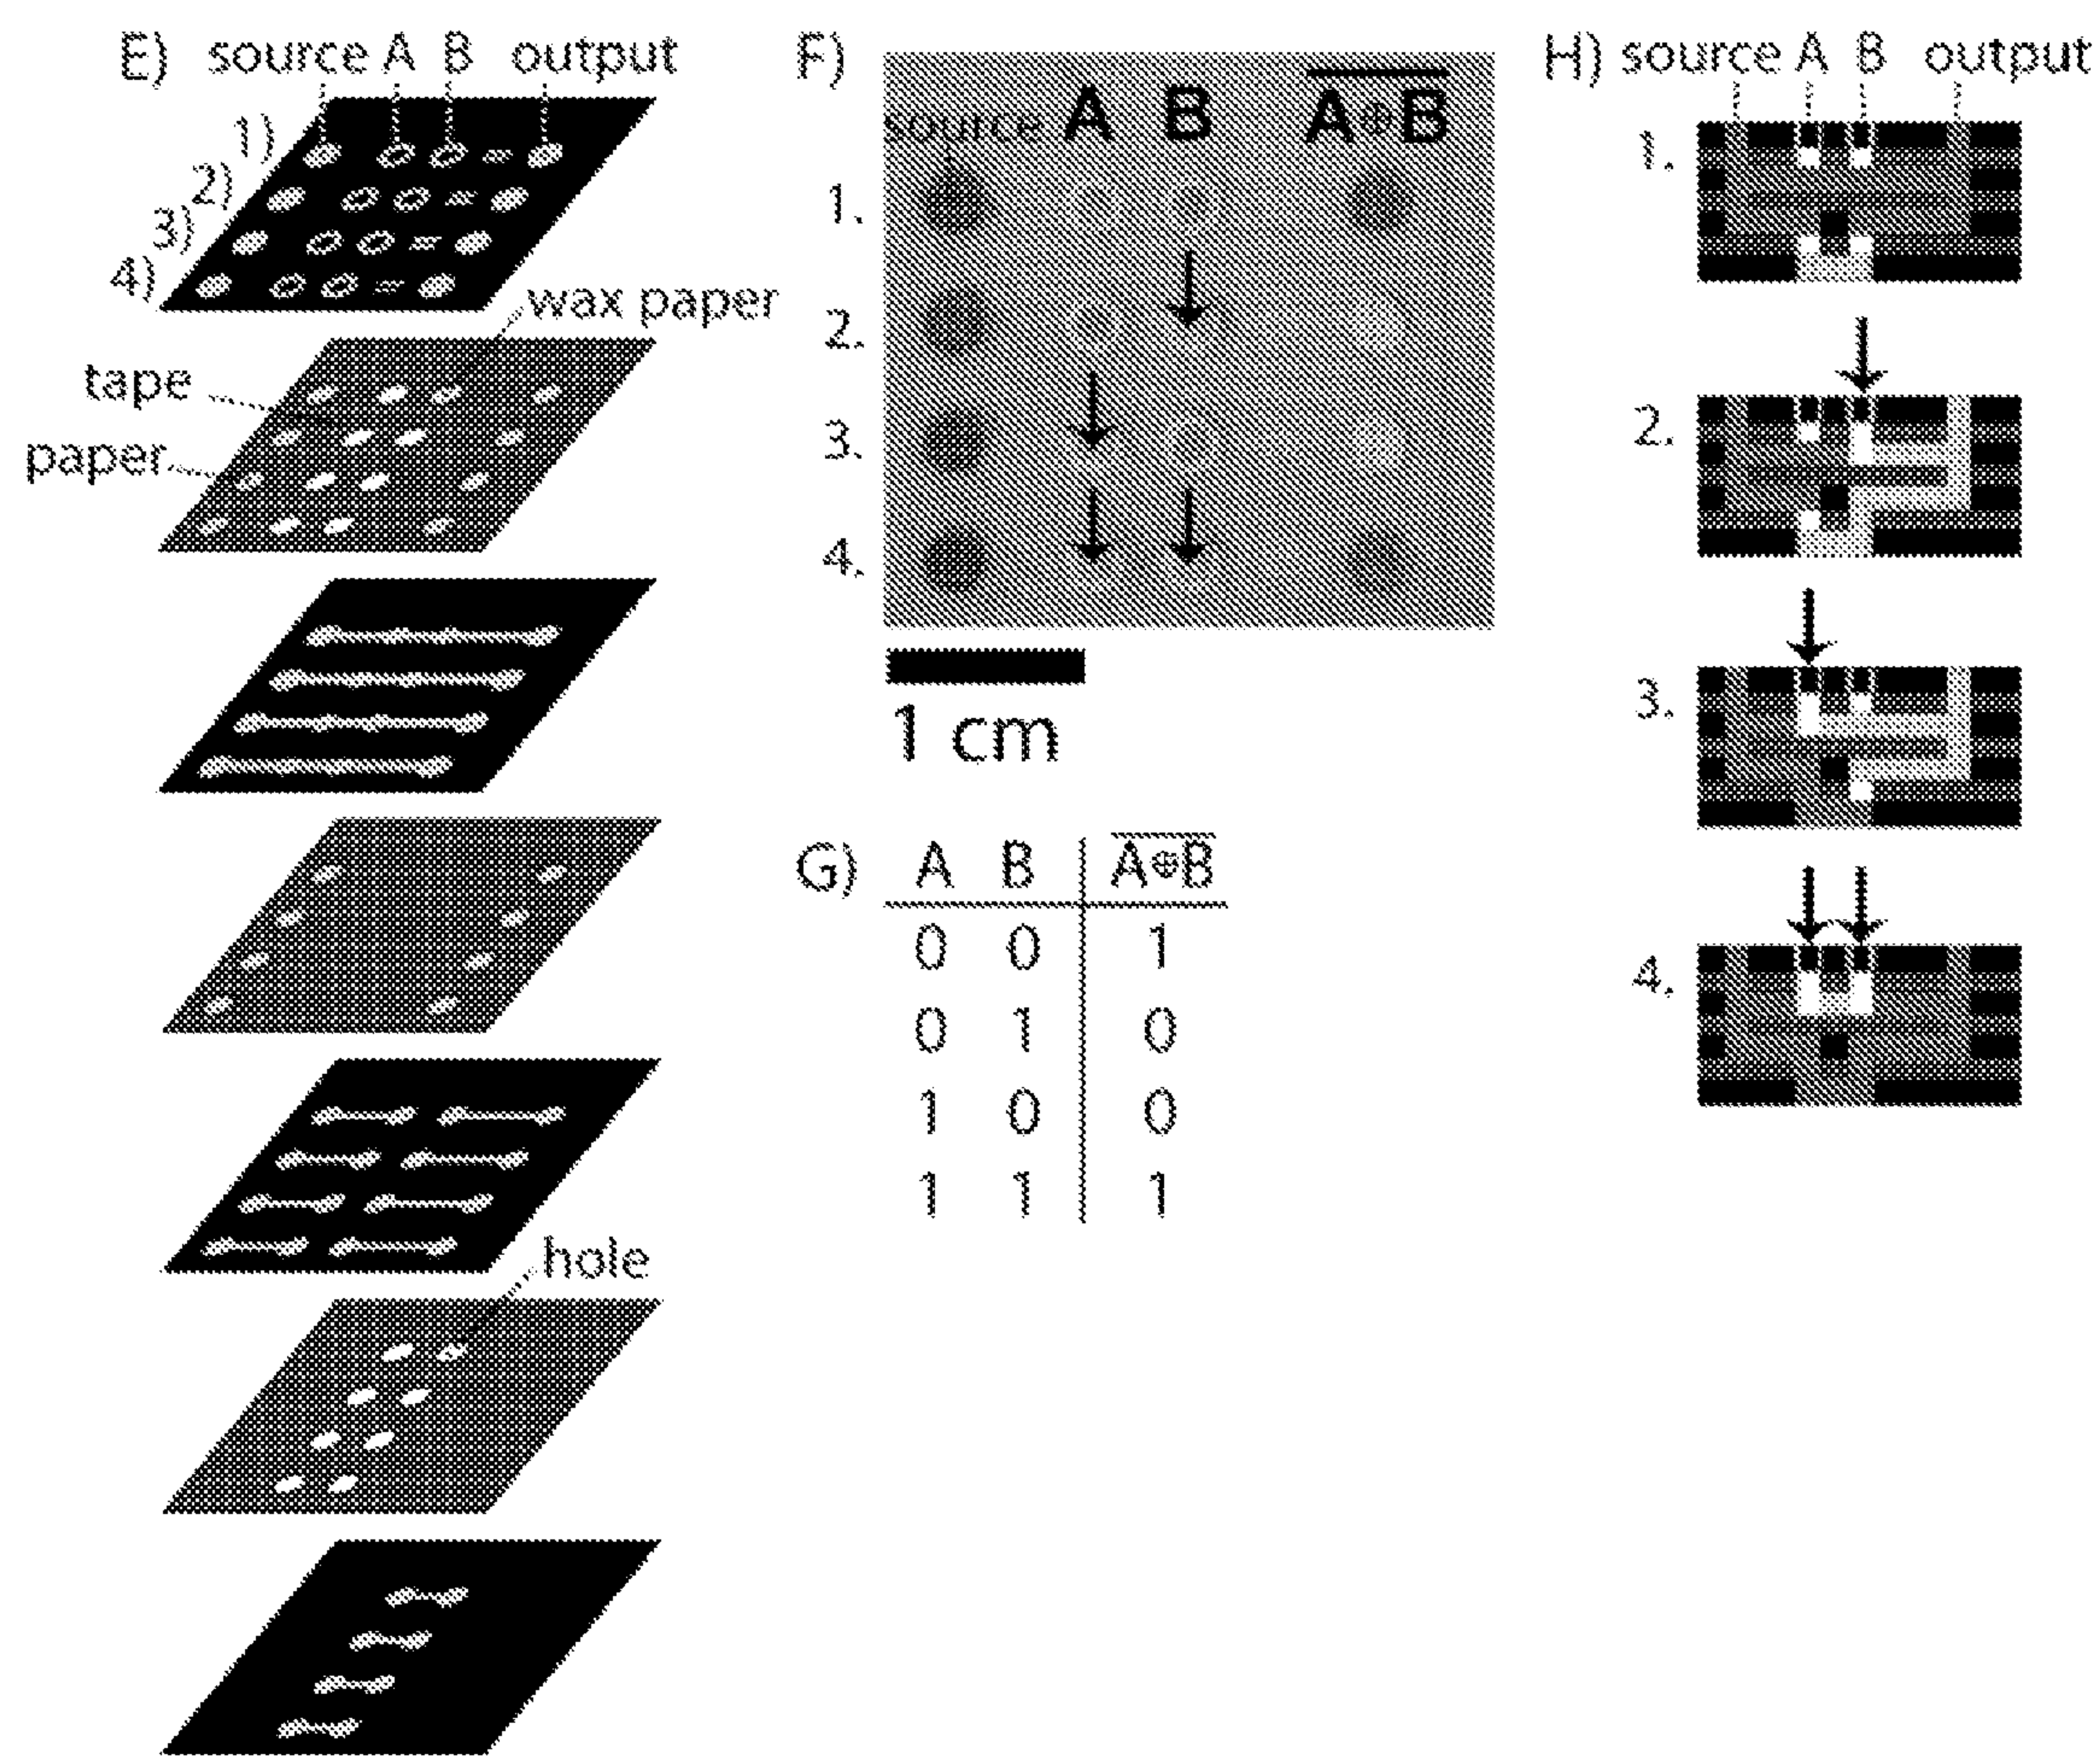 E) source A B output
1)
2)
3)
4)
wax paper
tape
paper
hole
F)
source A B A⊕B
1.
2.
3.
4.
1 cm
G) A B A⊕B
0 0 1
0 1 0
1 0 0
1 1 1
H) source A B output
1.
2.
3.
4.